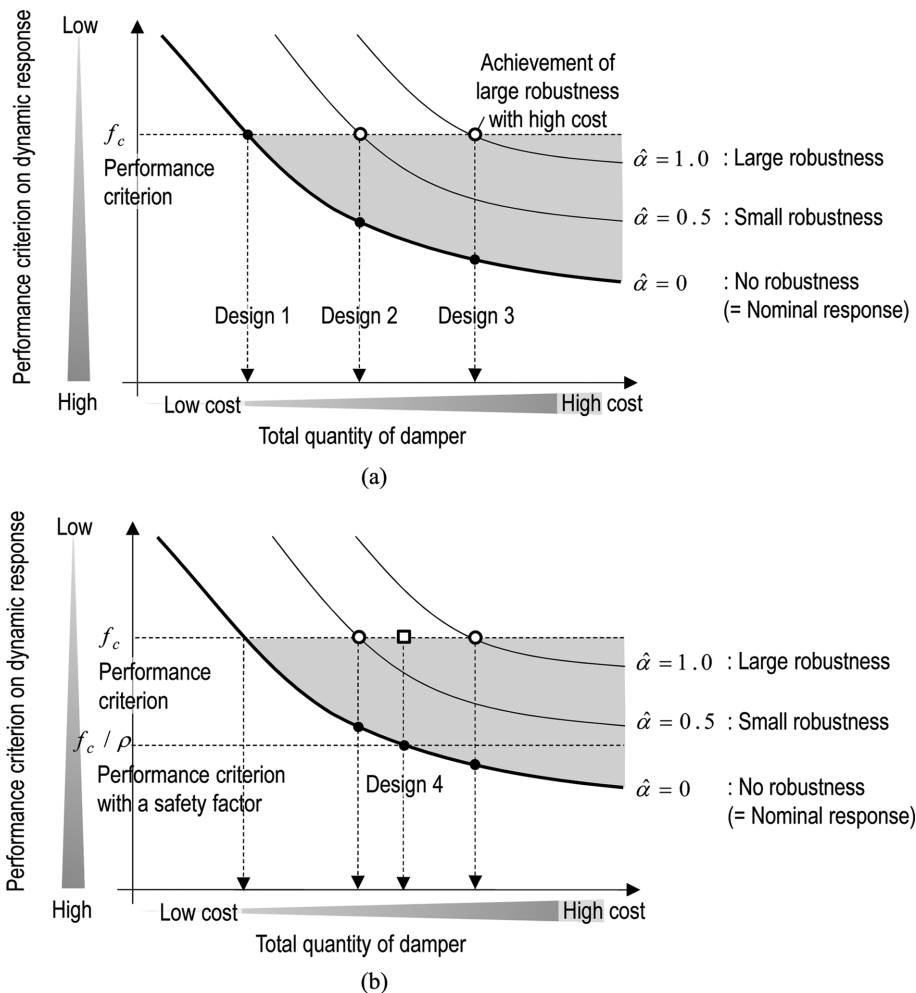 Performance criterion on dynamic response
Low
High
f_c
Performance
criterion
Achievement of
large robustness
with high cost
α̂ = 1.0 : Large robustness
α̂ = 0.5 : Small robustness
α̂ = 0 : No robustness
(= Nominal response)
Design 1
Design 2
Design 3
Low cost
High cost
Total quantity of damper
(a)
Performance criterion on dynamic response
Low
High
f_c
Performance
criterion
f_c / ρ
Performance criterion
with a safety factor
Design 4
α̂ = 1.0 : Large robustness
α̂ = 0.5 : Small robustness
α̂ = 0 : No robustness
(= Nominal response)
Low cost
High cost
Total quantity of damper
(b)